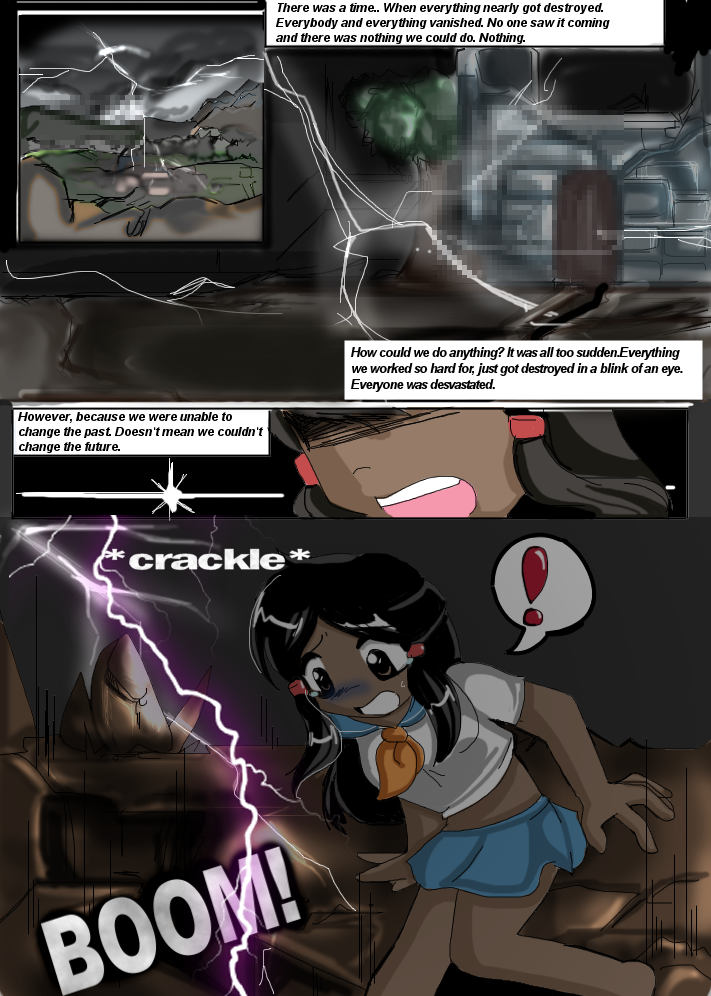 There was a time.. When everything nearly got destroyed.
Everybody and everything vanished. No one saw it coming
and there was nothing we could do. Nothing.
How could we do anything? It was all too sudden.Everything
we worked so hard for, just got destroyed in a blink of an eye.
Everyone was desvastated.
However, because we were unable to
change the past. Doesn't mean we couldn't
change the future.
*crackle*
!
BOOM!